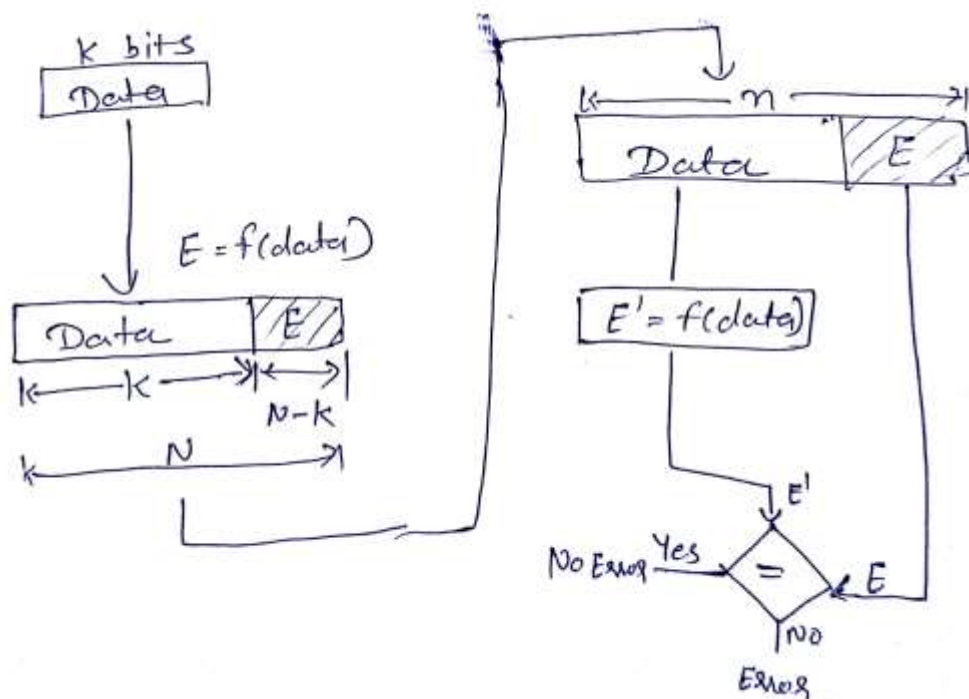 K bits
Data
E = f(data)
Data E
K
N-K
N
n
Data E
E' = f(data)
E'
No Error Yes = E
No
Error